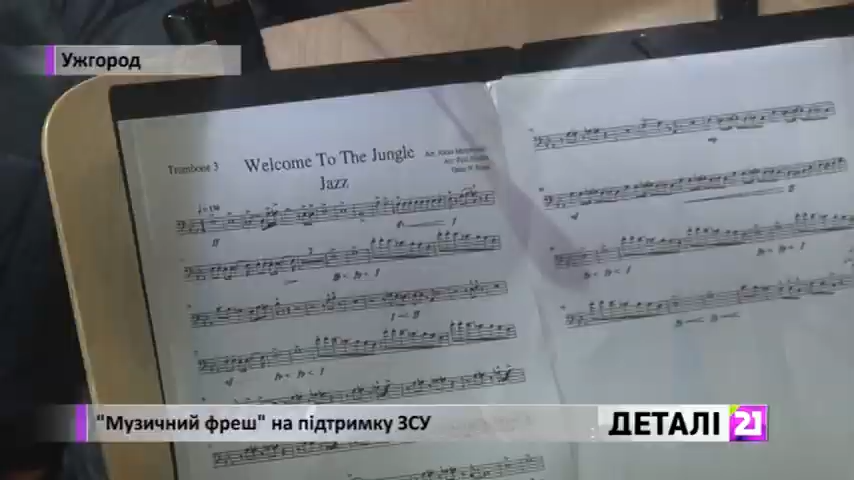 Ужгород
Trombone 3
Welcome To The Jungle
Jazz
"Музичний фреш" на підтримку ЗСУ
ДЕТАЛІ 21